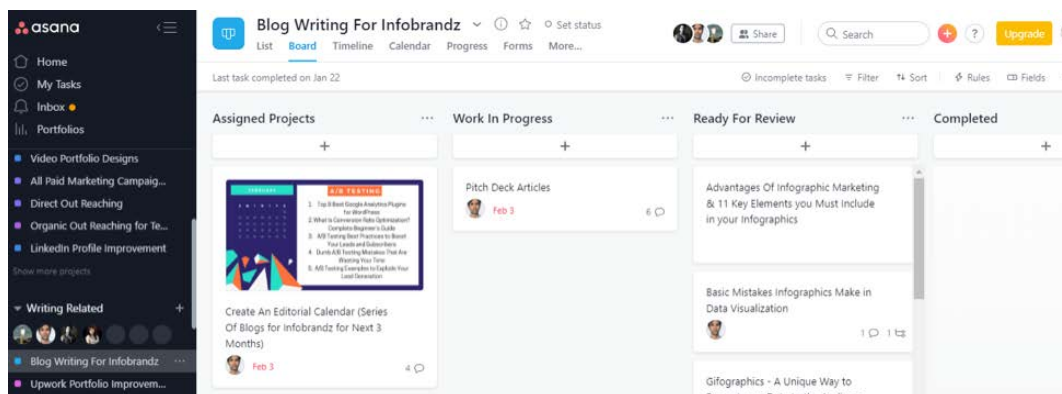 asana
Home
My Tasks
Inbox
Portfolios
Video Portfolio Designs
All Paid Marketing Campaig...
Direct Out Reaching
Organic Out Reaching for Te...
LinkedIn Profile Improvement
Show more projects
Writing Related
Blog Writing For Infobrandz
Upwork Portfolio Improvem...
Blog Writing For Infobrandz
Set status
List Board Timeline Calendar Progress Forms More...
Share
Search
Upgrade
Last task completed on Jan 22
Incomplete tasks Filter Sort Rules Fields
Assigned Projects
A/B TESTING
1. Top 8 Best Google Analytics Plugins
for WordPress
2. What is Conversion Rate Optimization?
Complete Beginner's Guide
3. A/B Testing Best Practices to Boost
Your Leads and Subscribers
4. Dumb A/B Testing Mistakes That Are
Wasting Your Time
5. A/B Testing Examples to Explode Your
Lead Generation
Create An Editorial Calendar (Series
Of Blogs for Infobrandz for Next 3
Months)
Feb 3
4
Work In Progress
Pitch Deck Articles
Feb 3
6
Ready For Review
Advantages Of Infographic Marketing
& 11 Key Elements you Must Include
in your Infographics
Basic Mistakes Infographics Make in
Data Visualization
1 1
Gifographics - A Unique Way to
Completed